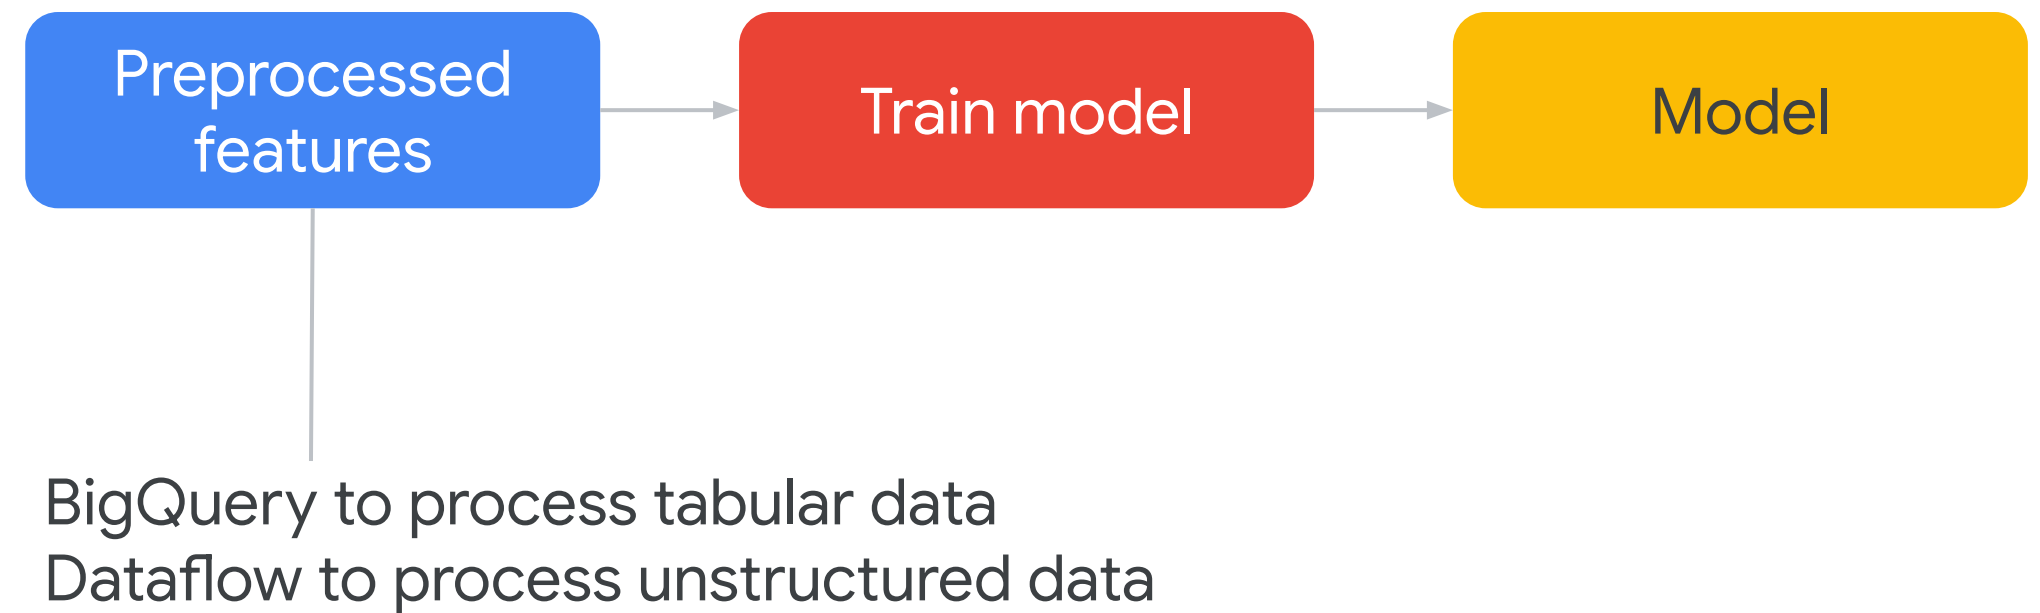 Preprocessed
features
Train model
Model
BigQuery to process tabular data
Dataflow to process unstructured data